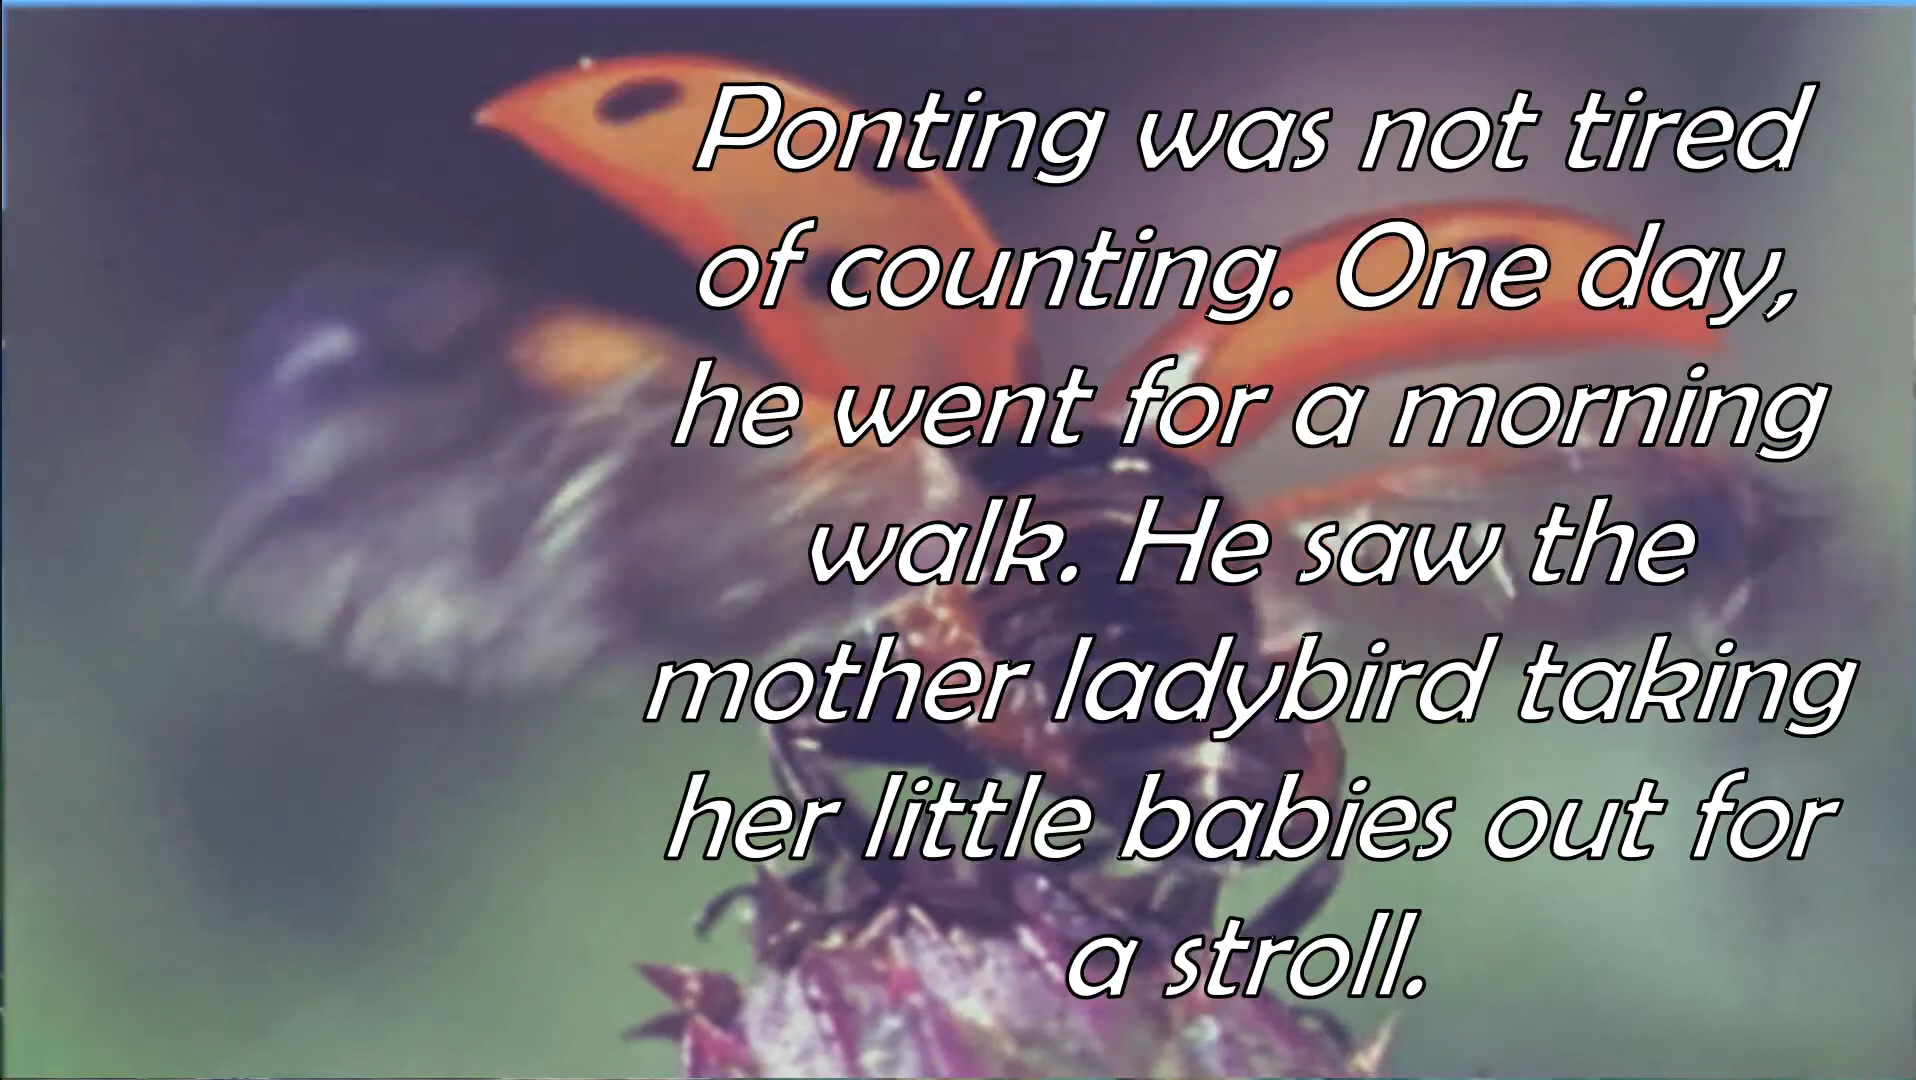 Ponting was not tired
of counting. One day,
he went for a morning
walk. He saw the
mother ladybird taking
her little babies out for
a stroll.